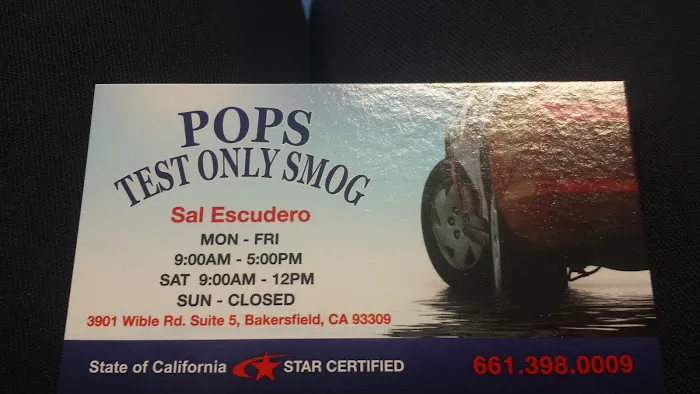 POPS
TEST ONLY SMOG
Sal Escudero
MON - FRI
9:00AM - 5:00PM
SAT 9:00AM - 12PM
SUN - CLOSED
3901 Wible Rd. Suite 5, Bakersfield, CA 93309
State of California STAR CERTIFIED
661.398.0009